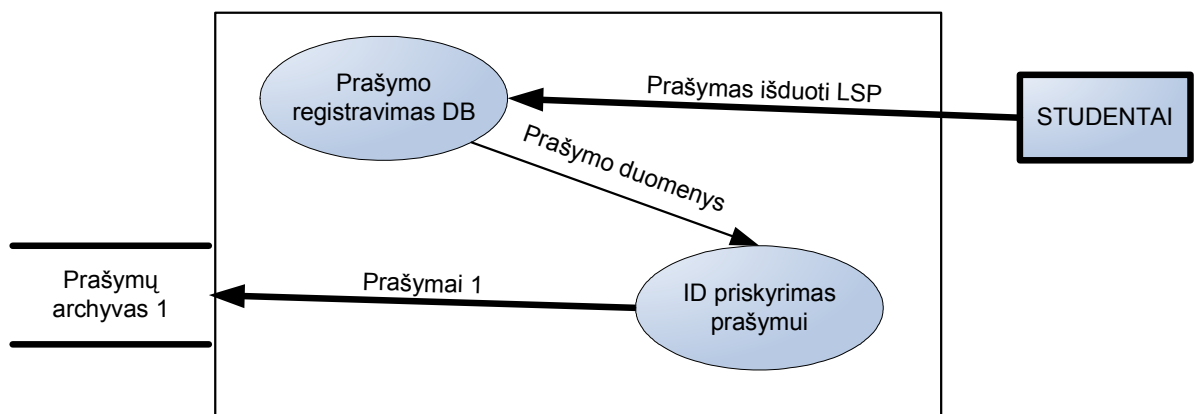 Prašymo
registravimas DB
Prašymas išduoti LSP
STUDENTAI
Prašymo duomenys
Prašymų
archyvas 1
Prašymai 1
ID priskyrimas
prašymui